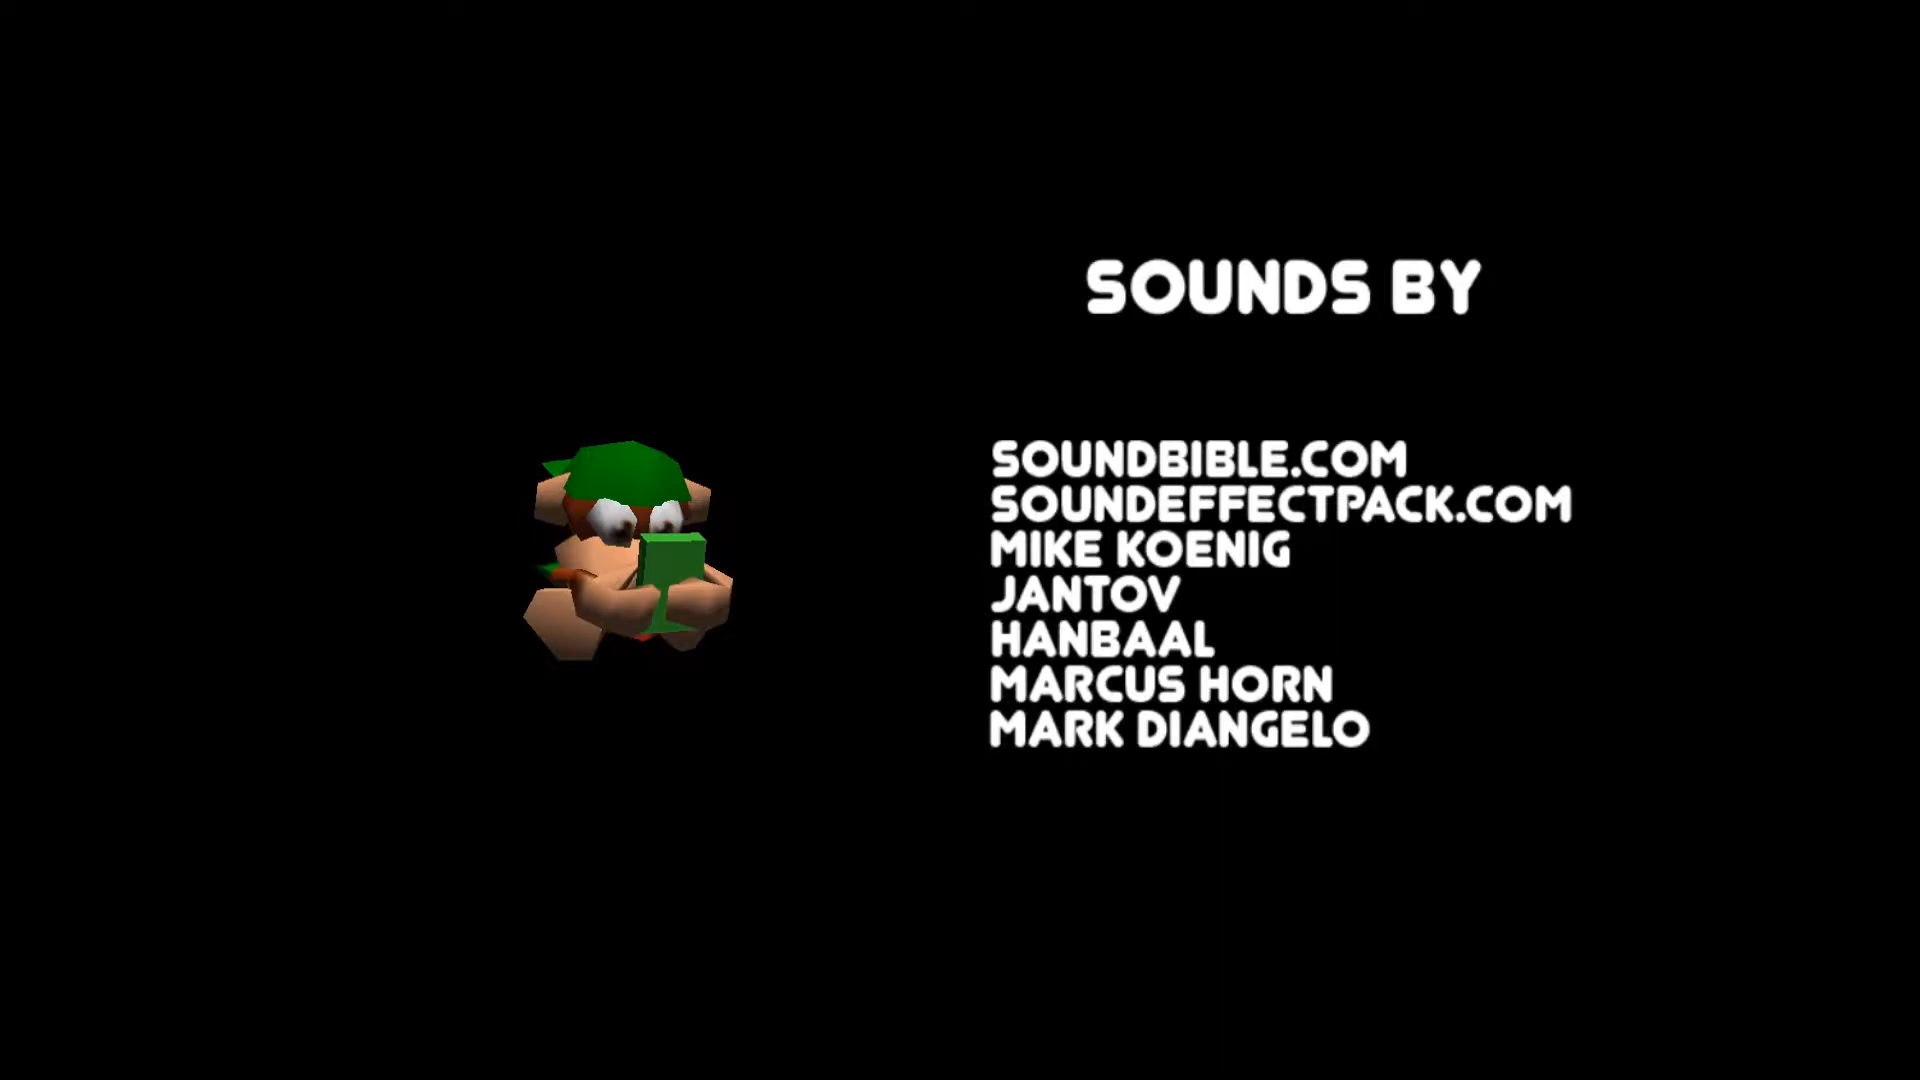 SOUNDS BY
SOUNDBIBLE.COM
SOUNDEFFECTPACK.COM
MIKE KOENIG
JANTOV
HANBAAL
MARCUS HORN
MARK DIANGELO